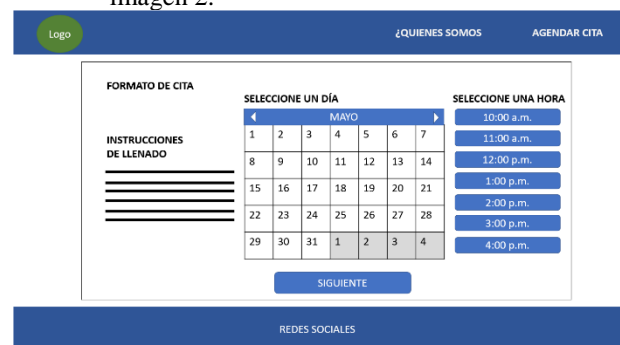 Imagen 2.
Logo
¿QUIENES SOMOS
AGENDAR CITA
FORMATO DE CITA
INSTRUCCIONES
DE LLENADO
SELECCIONE UN DÍA
MAYO
1 2 3 4 5 6 7
8 9 10 11 12 13 14
15 16 17 18 19 20 21
22 23 24 25 26 27 28
29 30 31 1 2 3 4
SELECCIONE UNA HORA
10:00 a.m.
11:00 a.m.
12:00 p.m.
1:00 p.m.
2:00 p.m.
3:00 p.m.
4:00 p.m.
SIGUIENTE
REDES SOCIALES